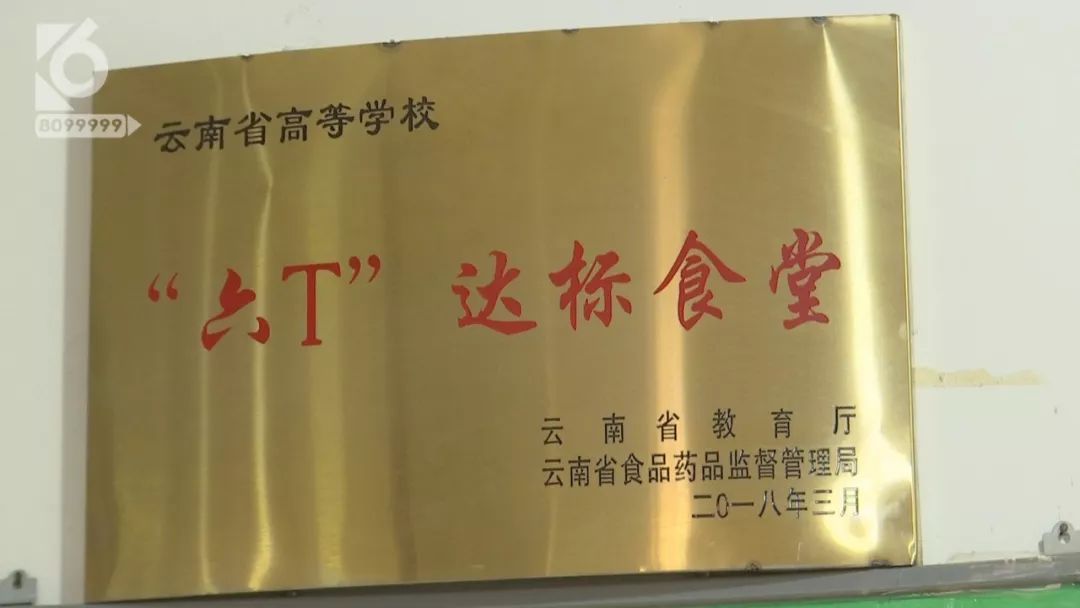 K6
8099999
云南省高等学校
“六T”达标食堂
云南省教育厅
云南省食品药品监督管理局
二0一八年三月